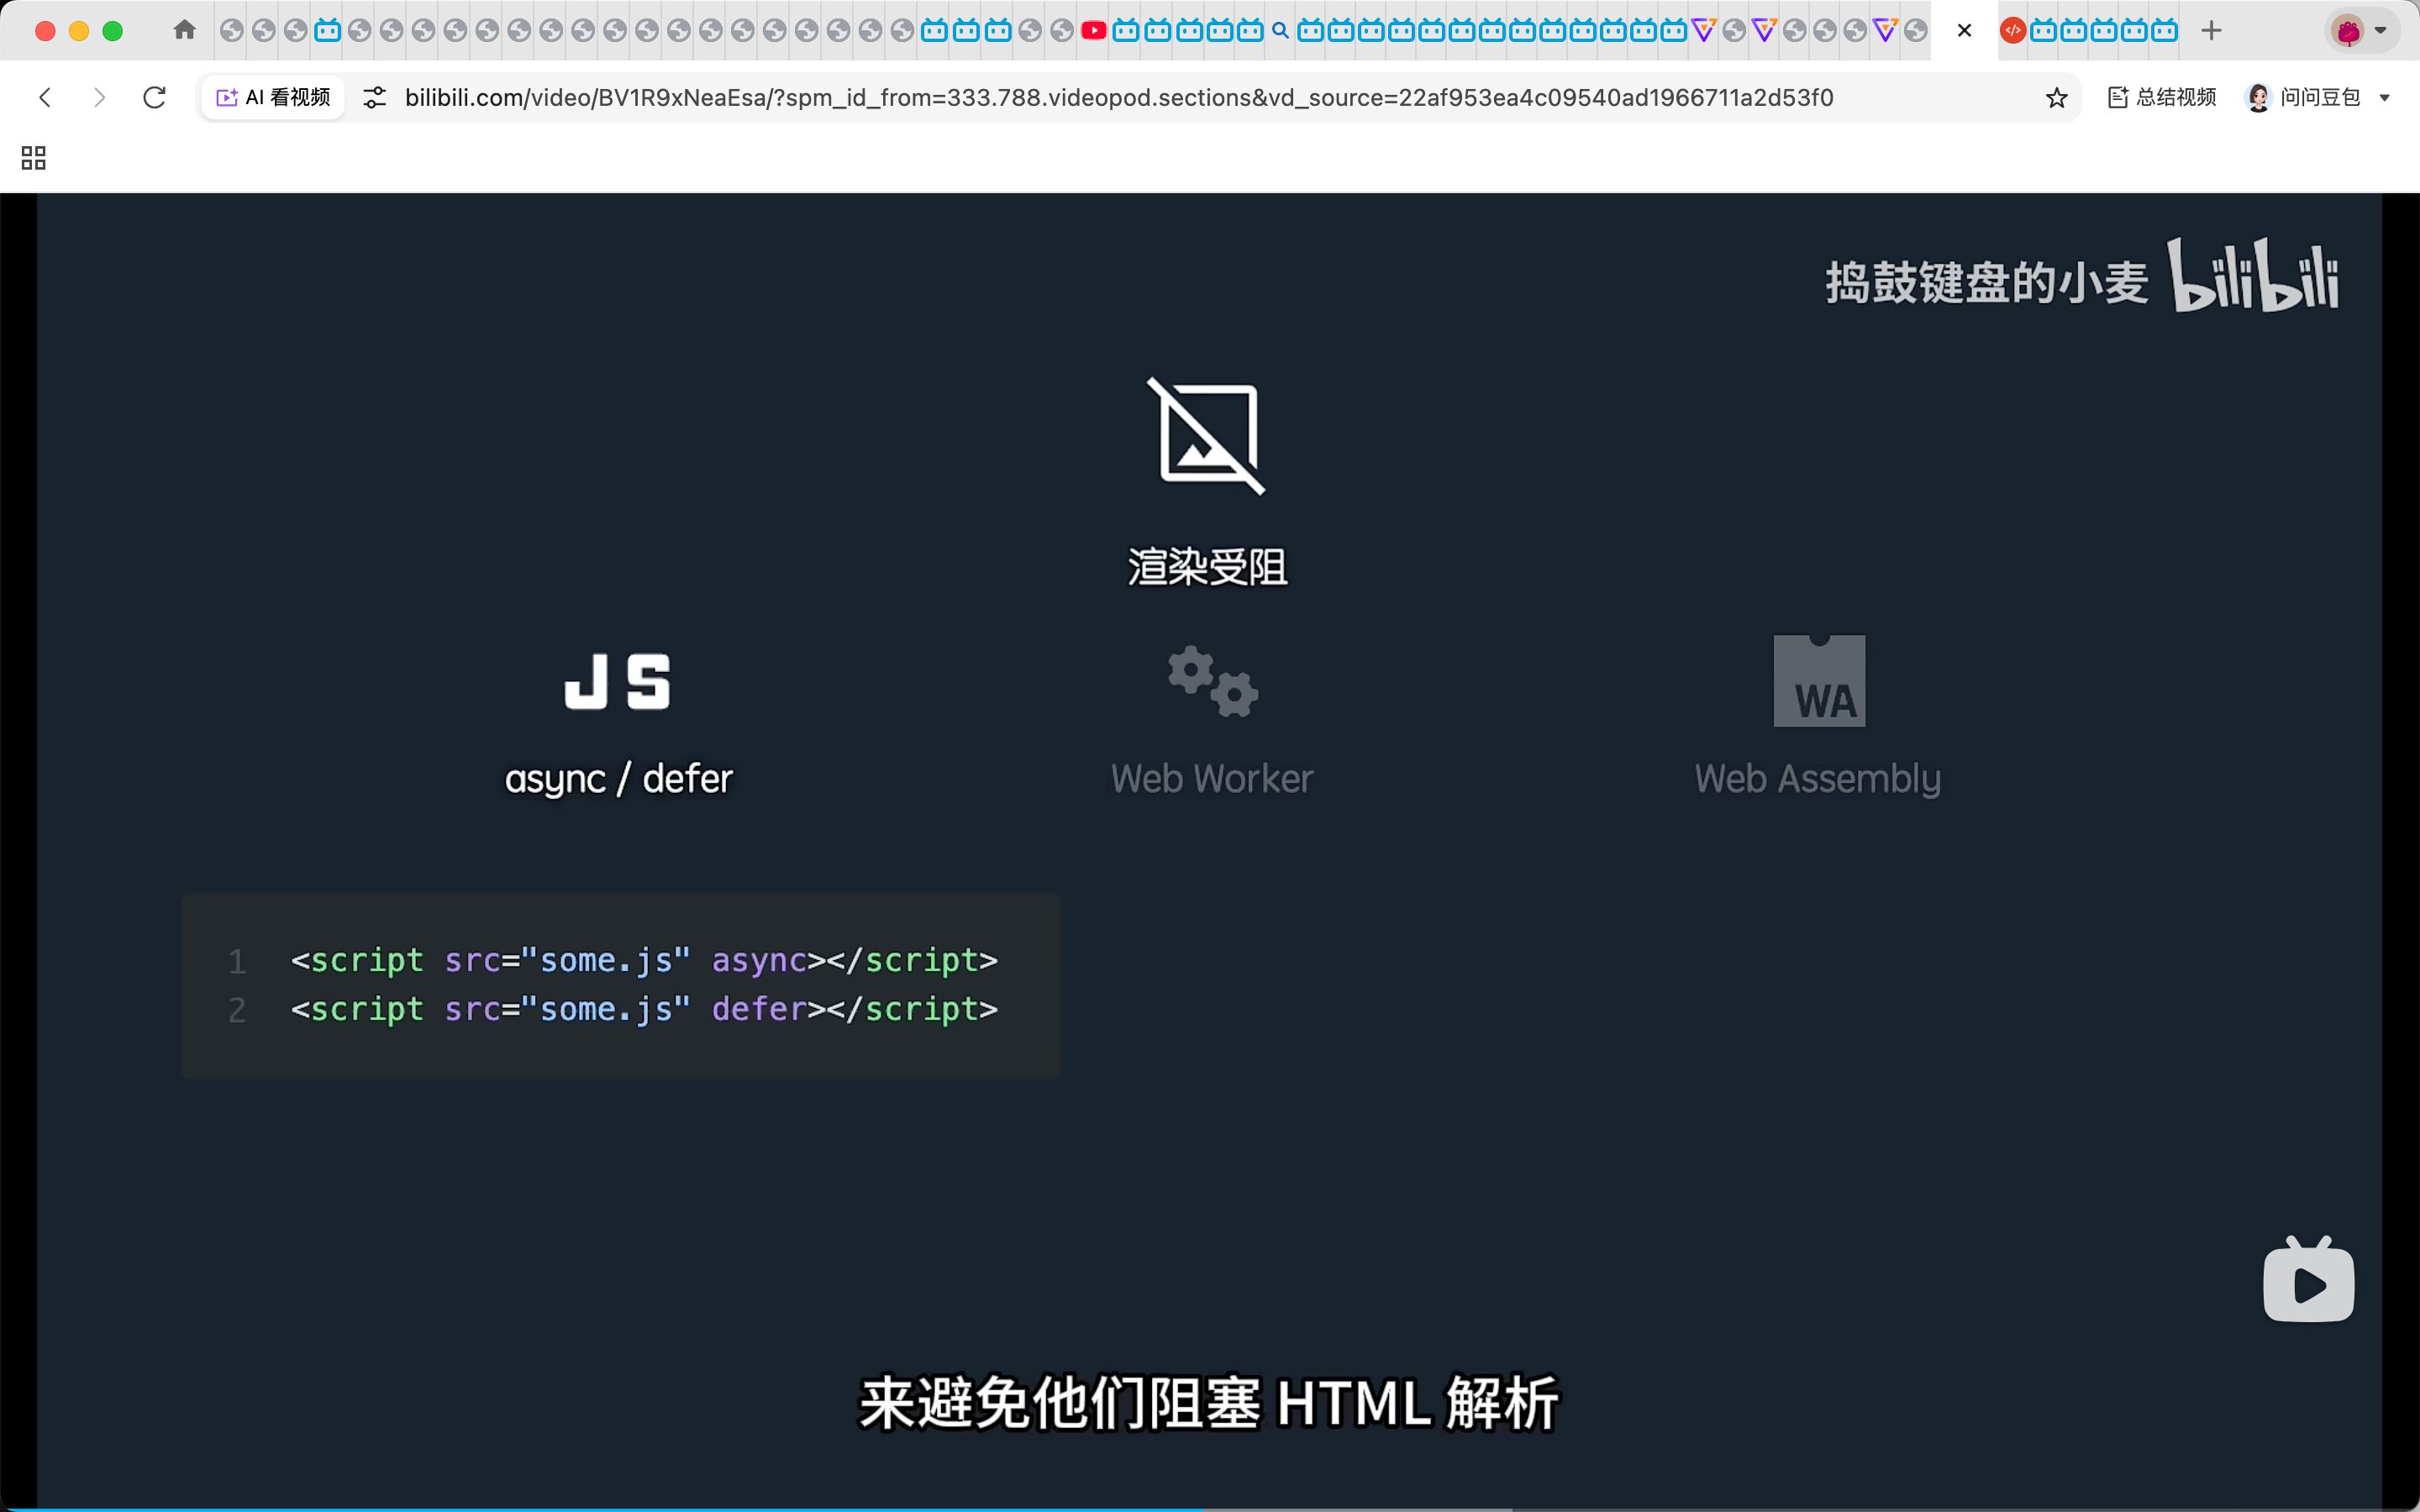 AI 看视频
bilibili.com/video/BV1R9xNeaEsa/?spm_id_from=333.788.videopod.sections&vd_source=22af953ea4c09540ad1966711a2d53f0
总结视频
问问豆包
捣鼓键盘的小麦 bilibili
渲染受阻
JS
WA
async / defer
Web Worker
Web Assembly
1 <script src="some.js" async></script>
2 <script src="some.js" defer></script>
来避免他们阻塞 HTML 解析